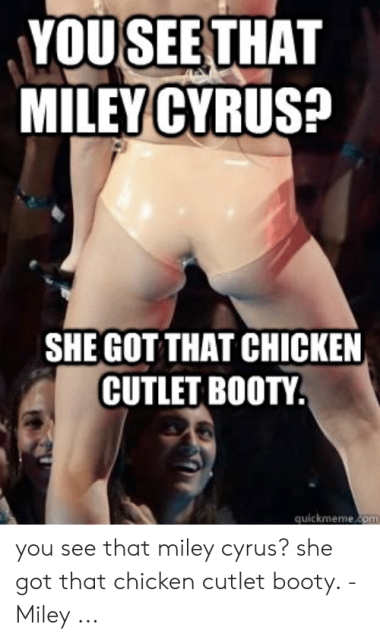 YOU SEE THAT
MILEY CYRUS?
SHE GOT THAT CHICKEN
CUTLET BOOTY.
quickmeme.com
you see that miley cyrus? she
got that chicken cutlet booty. -
Miley ...